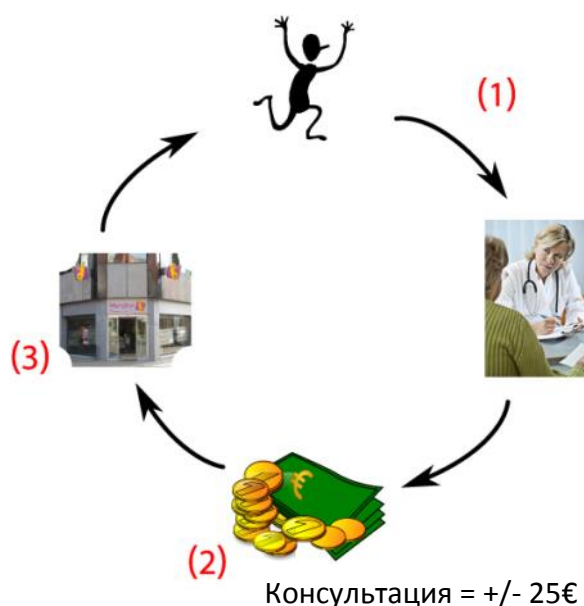 (1)
(3)
(2)
Консультация = +/- 25€